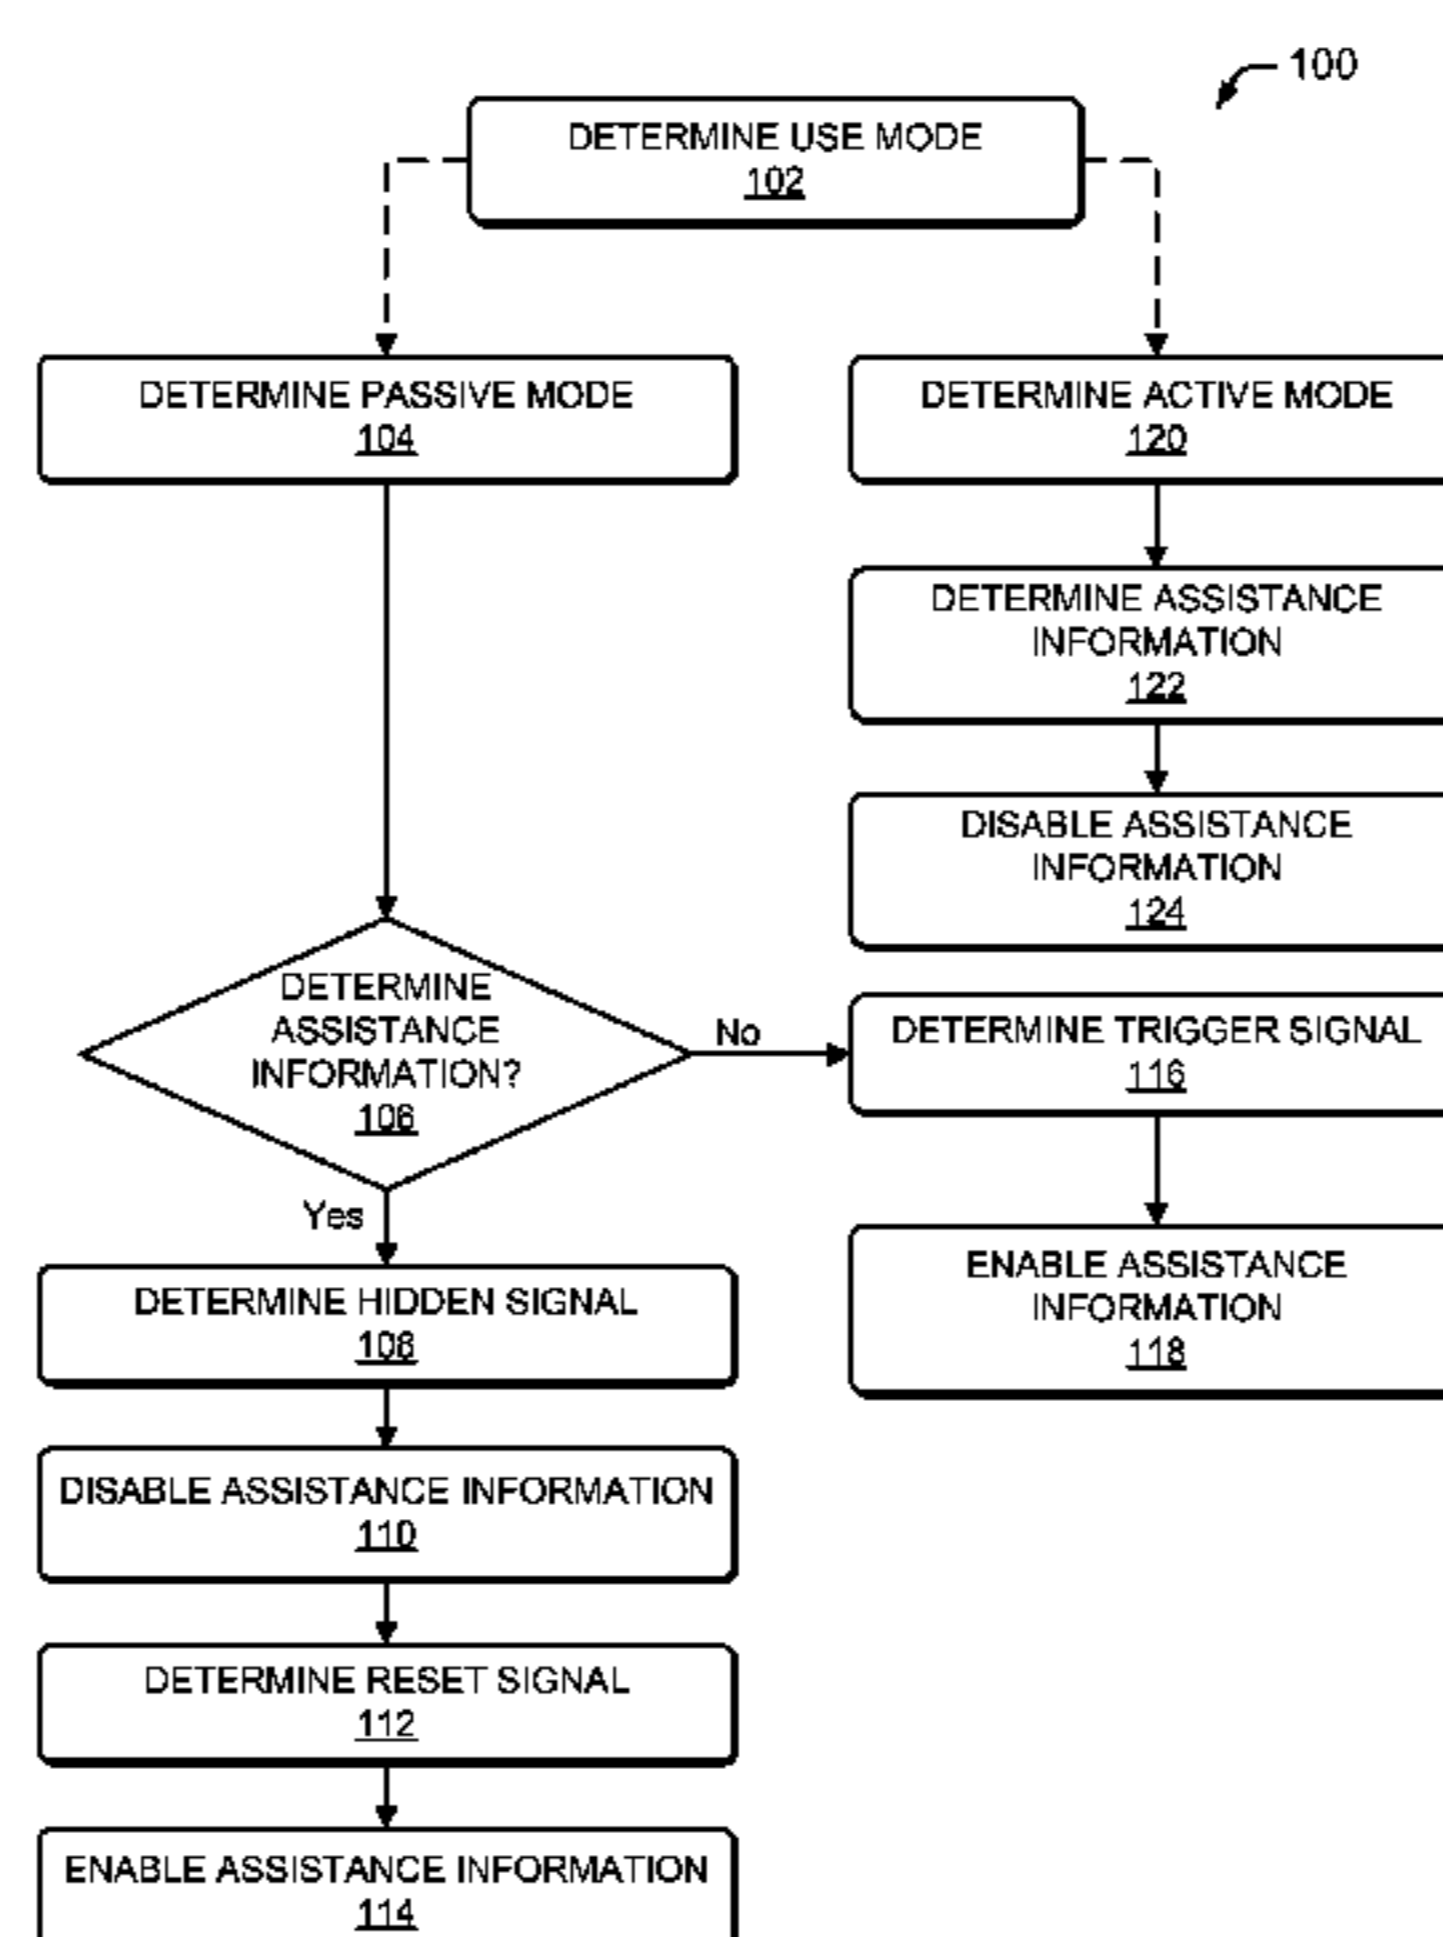 100
DETERMINE USE MODE
102
DETERMINE PASSIVE MODE
104
DETERMINE ACTIVE MODE
120
DETERMINE ASSISTANCE
INFORMATION
122
DISABLE ASSISTANCE
INFORMATION
124
DETERMINE
ASSISTANCE
INFORMATION?
106
No
DETERMINE TRIGGER SIGNAL
116
Yes
ENABLE ASSISTANCE
INFORMATION
118
DETERMINE HIDDEN SIGNAL
108
DISABLE ASSISTANCE INFORMATION
110
DETERMINE RESET SIGNAL
112
ENABLE ASSISTANCE INFORMATION
114